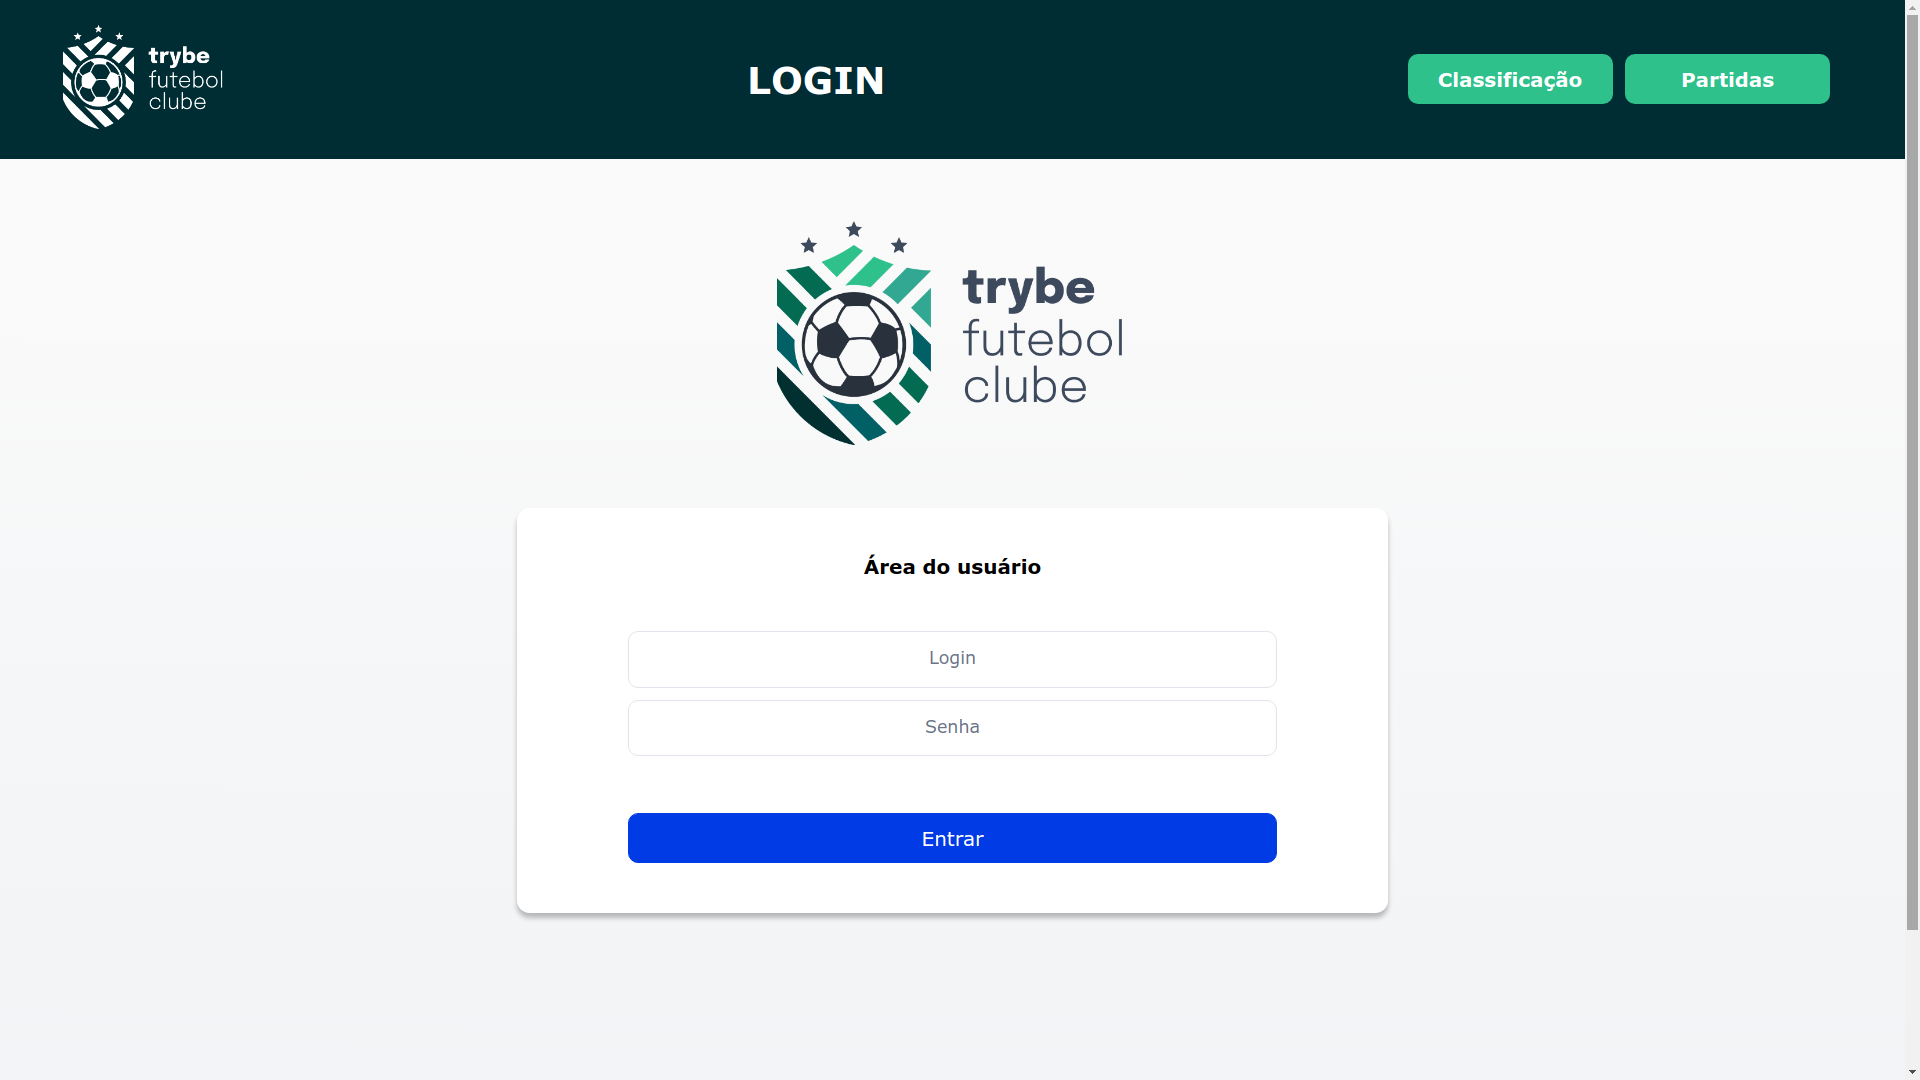 trybe
futebol
clube
LOGIN
Classificação
Partidas
trybe
futebol
clube
Área do usuário
Login
Senha
Entrar